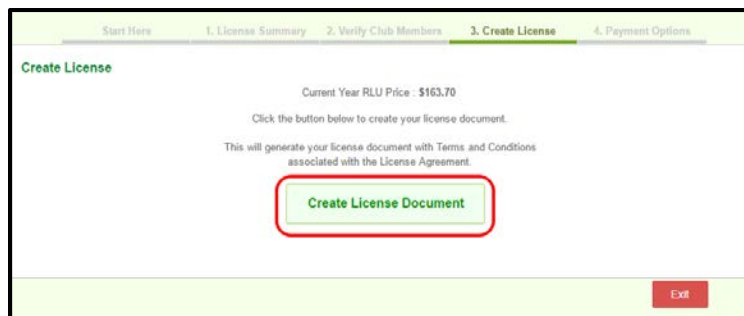 Start Here 1. License Summary 2. Verify Club Members 3. Create License 4. Payment Options
Create License
Current Year RLU Price : $163.70
Click the button below to create your license document.
This will generate your license document with Terms and Conditions
associated with the License Agreement.
Create License Document
Exit